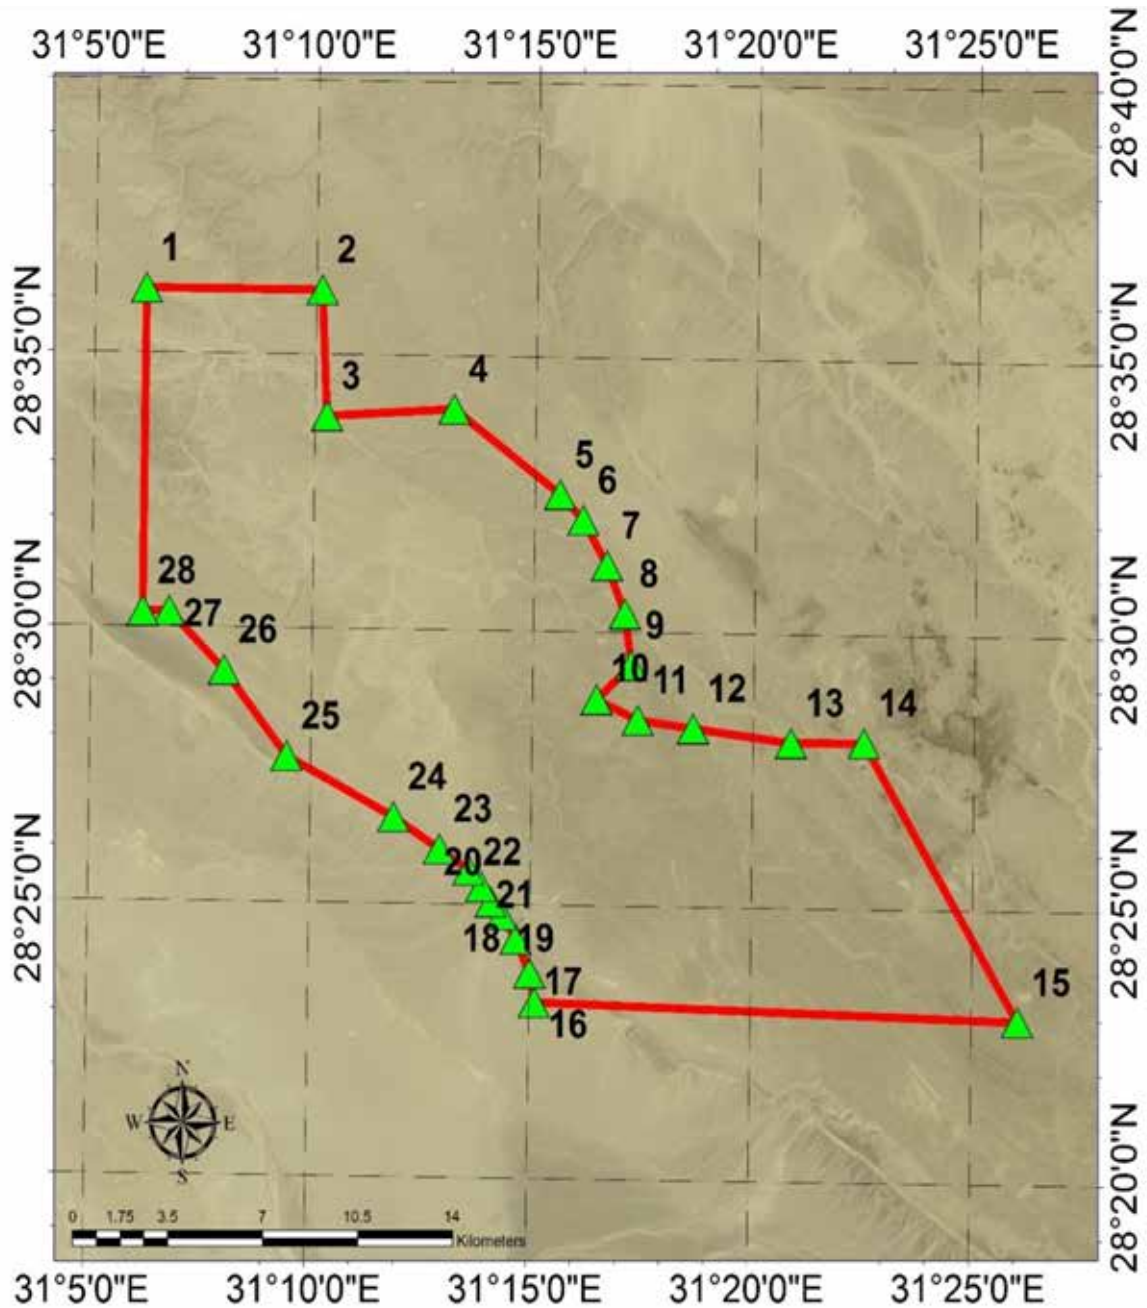 31°5'0"E 31°10'0"E 31°15'0"E 31°20'0"E 31°25'0"E
28°40'0"N
1 2
28°35'0"N 28°35'0"N
3 4
5
6
7
8
28 9
27 26
28°30'0"N 28°30'0"N
10 11 12 13 14
25
24
23
20 22
21
28°25'0"N 28°25'0"N
18 19
17 15
16
N
W E
S
28°20'0"N
0 1.75 3.5 7 10.5 14
Kilometers
31°5'0"E 31°10'0"E 31°15'0"E 31°20'0"E 31°25'0"E